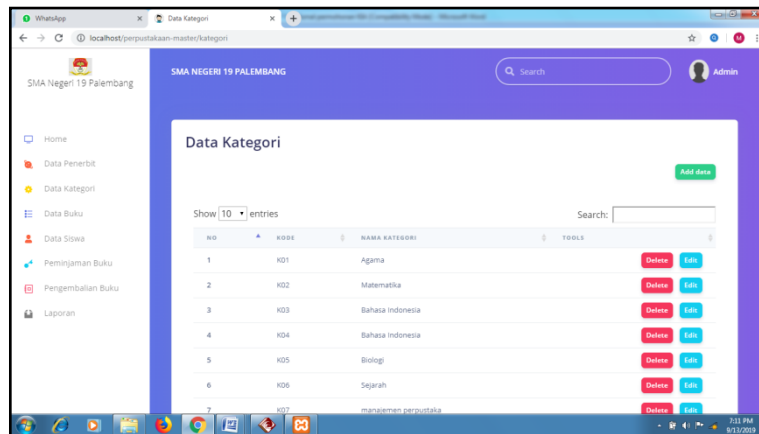 WhatsApp
Data Kategori
localhost/perpustakaan-master/kategori
SMA Negeri 19 Palembang
SMA NEGERI 19 PALEMBANG
Search
Admin
Home
Data Penerbit
Data Kategori
Data Buku
Data Siswa
Peminjaman Buku
Pengembalian Buku
Laporan
Data Kategori
Add data
Show 10 entries
Search:
NO KODE NAMA KATEGORI TOOLS
1 K01 Agama Delete Edit
2 K02 Matematika Delete Edit
3 K03 Bahasa Indonesia Delete Edit
4 K04 Bahasa Indonesia Delete Edit
5 K05 Biologi Delete Edit
6 K06 Sejarah Delete Edit
7 K07 manajemen perpustaka Delete Edit
7:11 PM
9/13/2019